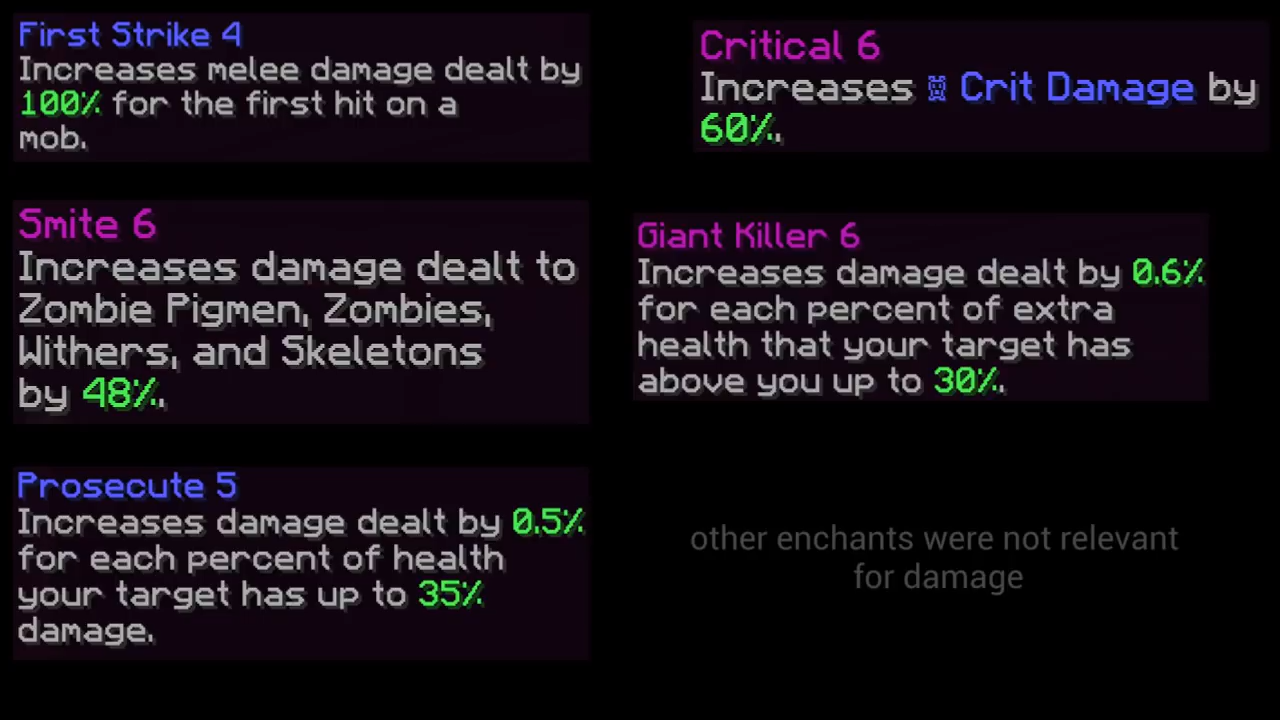 First Strike 4
Increases melee damage dealt by
100% for the first hit on a
mob.
Critical 6
Increases ☠ Crit Damage by
60%.
Smite 6
Increases damage dealt to
Zombie Pigmen, Zombies,
Withers, and Skeletons
by 48%.
Giant Killer 6
Increases damage dealt by 0.6%
for each percent of extra
health that your target has
above you up to 30%.
Prosecute 5
Increases damage dealt by 0.5%
for each percent of health
your target has up to 35%
damage.
other enchants were not relevant
for damage